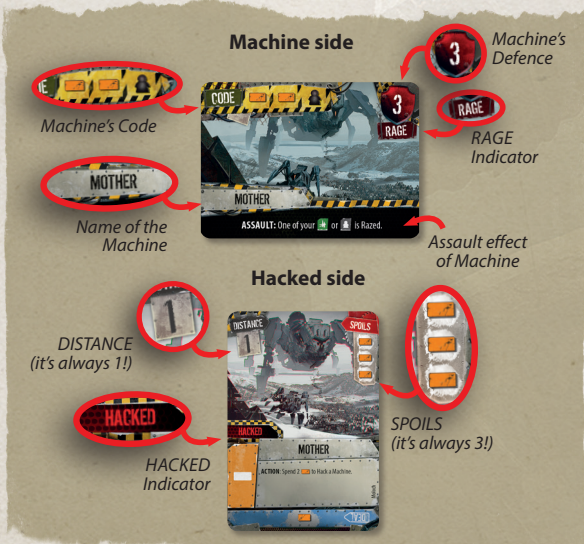 Machine side
Machine's
Defence
3
CODE
CODE
3
RAGE
RAGE
Machine's Code
RAGE
Indicator
MOTHER
MOTHER
Name of the
Machine
ASSAULT: One of your or is Razed.
Assault effect
of Machine
Hacked side
1
DISTANCE
1
SPOILS
DISTANCE
(it's always 1!)
SPOILS
(it's always 3!)
HACKED
HACKED
HACKED
Indicator
MOTHER
ACTION: Spend 2 to Hack a Machine.